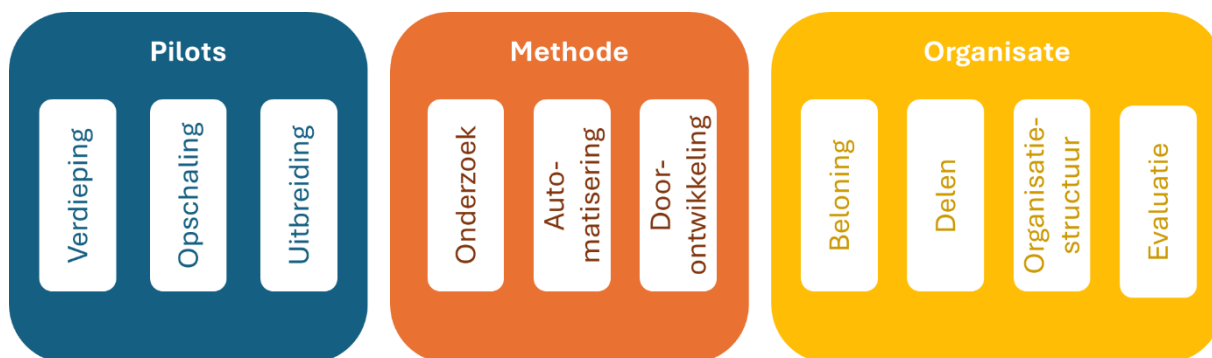 Pilots
Verdieping
Opschaling
Uitbreiding
Methode
Onderzoek
Auto-
matisering
Door-
ontwikkeling
Organisate
Beloning
Delen
Organisatie-
structuur
Evaluatie